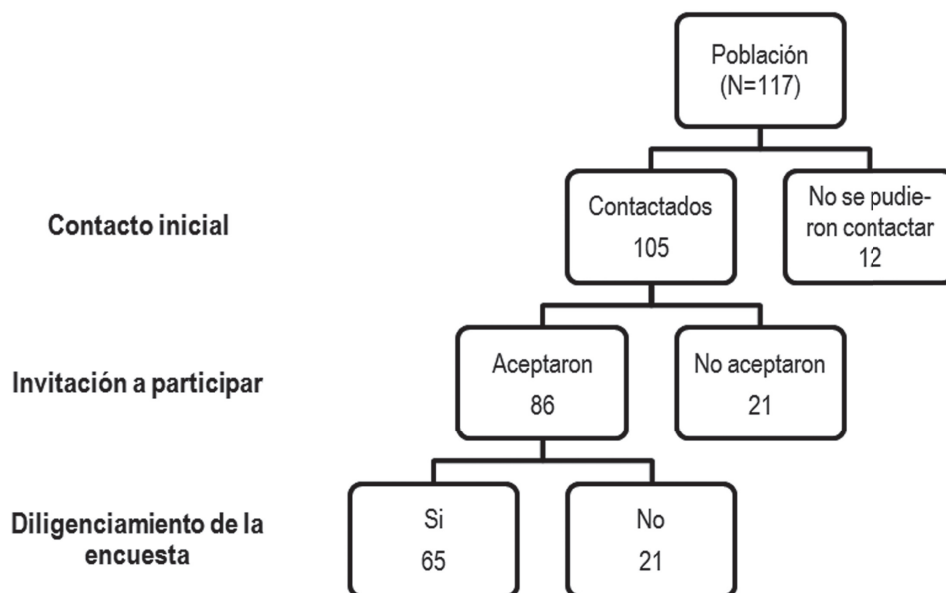 Población
(N=117)
Contacto inicial
Contactados
105
No se pudie-
ron contactar
12
Invitación a participar
Aceptaron
86
No aceptaron
21
Diligenciamiento de la
encuesta
Si
65
No
21